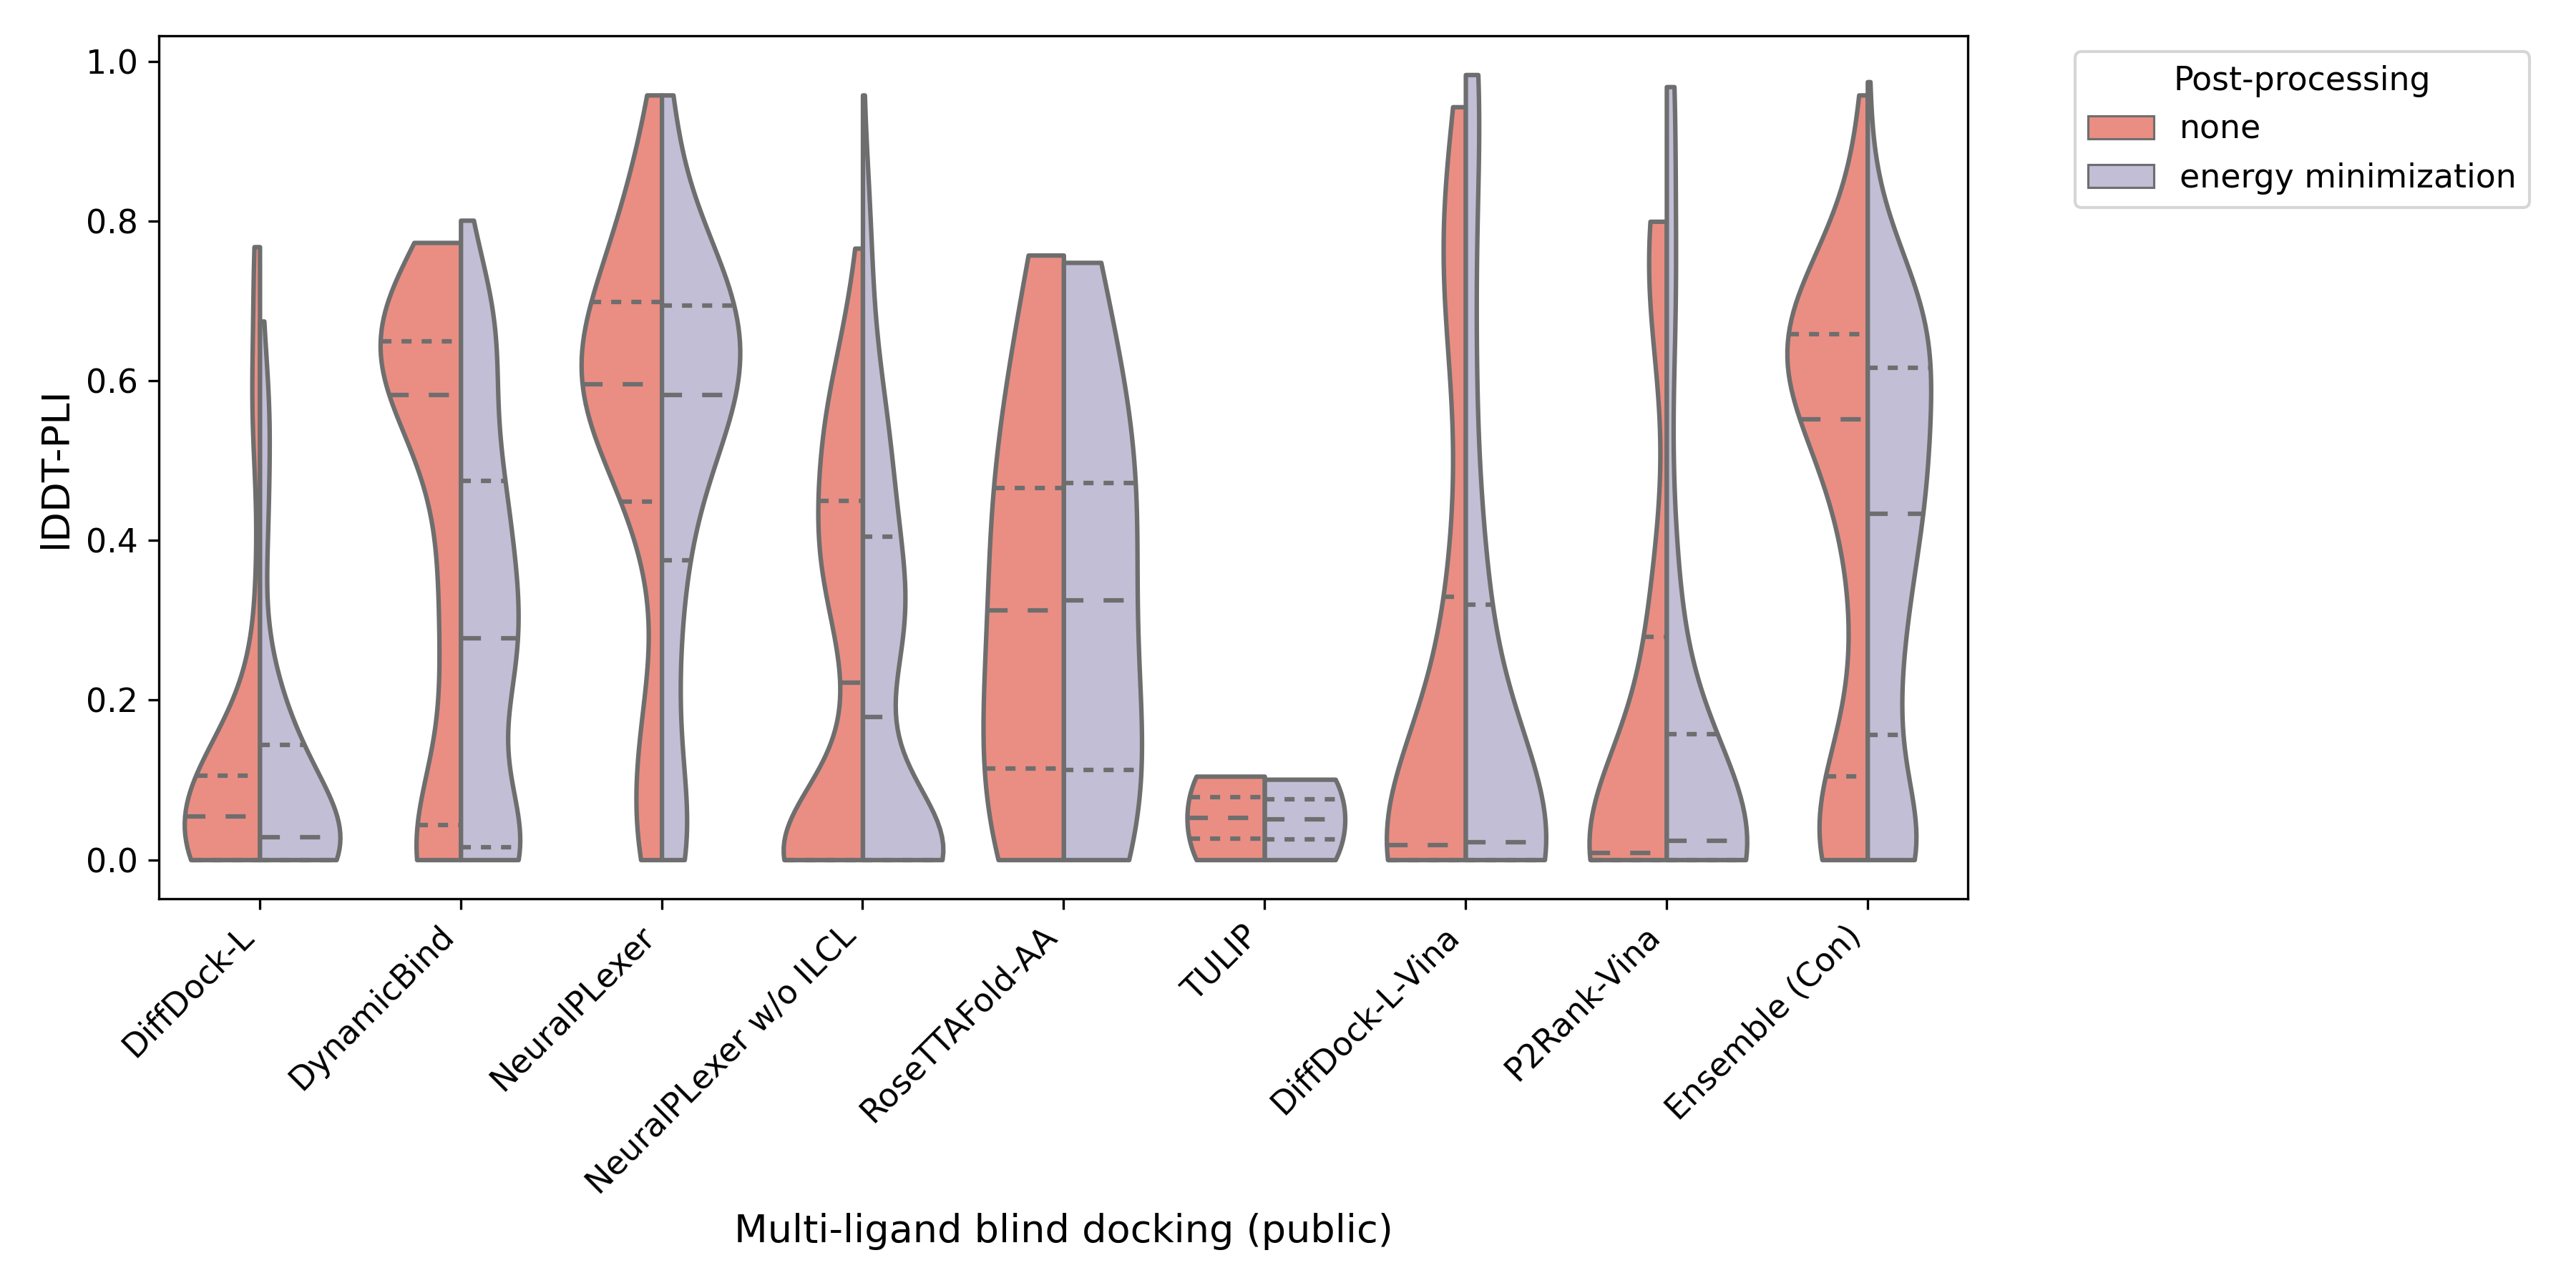 1.0
0.8
0.6
0.4
0.2
0.0
lDDT-PLI
DiffDock-L
DynamicBind
NeuralPLexer
NeuralPLexer w/o ILCL
RoseTTAFold-AA
TULIP
DiffDock-L-Vina
P2Rank-Vina
Ensemble (Con)
Multi-ligand blind docking (public)
Post-processing
none
energy minimization